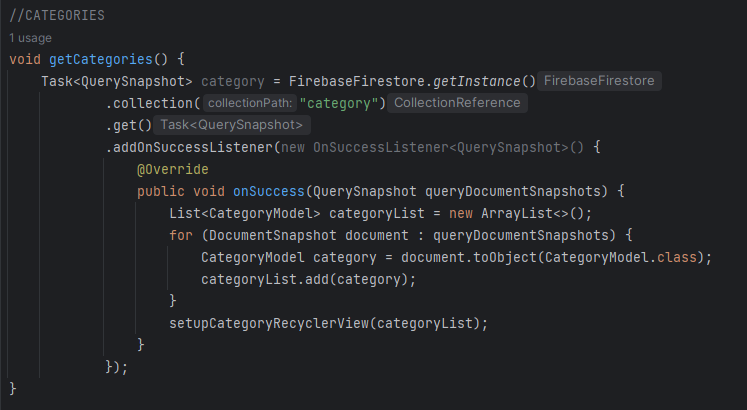 //CATEGORIES
1 usage
void getCategories() {
Task<QuerySnapshot> category = FirebaseFirestore.getInstance() FirebaseFirestore
.collection( collectionPath: "category") CollectionReference
.get() Task<QuerySnapshot>
.addOnSuccessListener(new OnSuccessListener<QuerySnapshot>() {
@Override
public void onSuccess(QuerySnapshot queryDocumentSnapshots) {
List<CategoryModel> categoryList = new ArrayList<>();
for (DocumentSnapshot document : queryDocumentSnapshots) {
CategoryModel category = document.toObject(CategoryModel.class);
categoryList.add(category);
}
setupCategoryRecyclerView(categoryList);
}
});
}